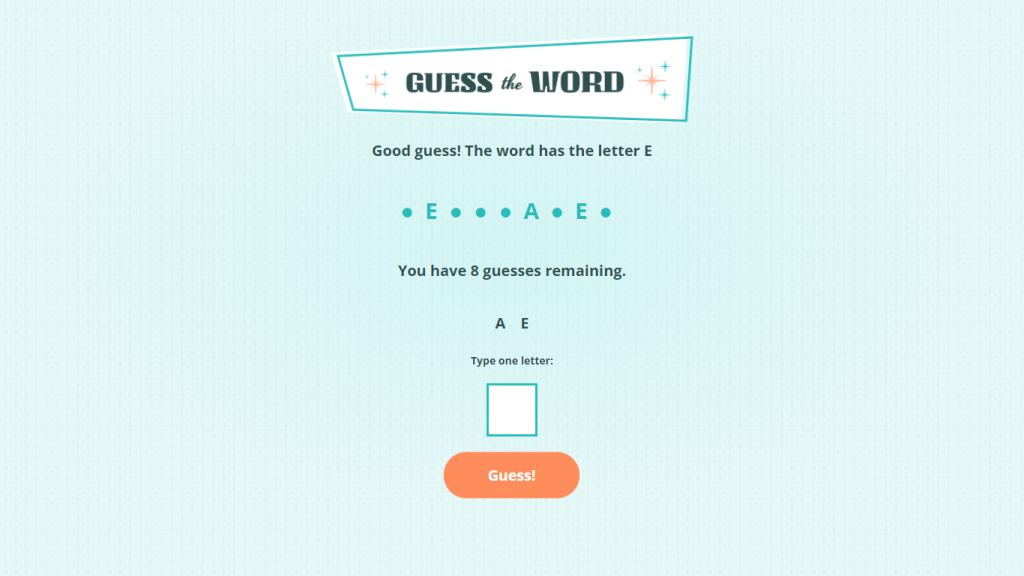 GUESS the WORD
Good guess! The word has the letter E
● E ● ● ● A ● E ●
You have 8 guesses remaining.
A E
Type one letter:
Guess!